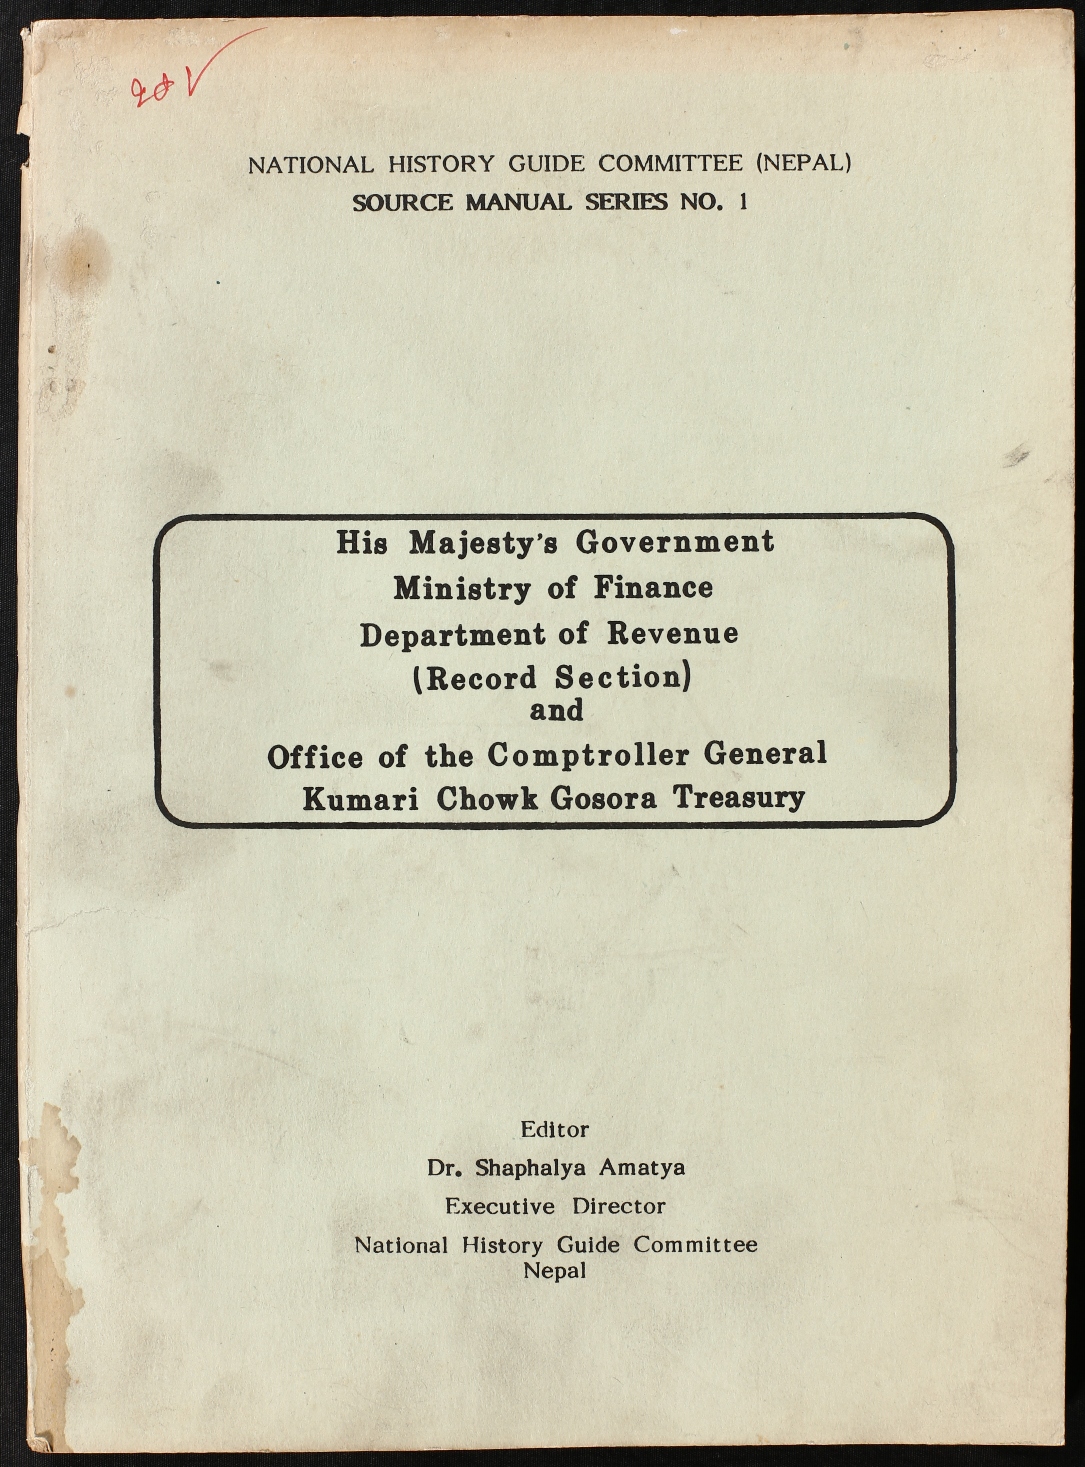 NATIONAL HISTORY GUIDE COMMITTEE (NEPAL)
SOURCE MANUAL SERIES NO. 1
His Majesty's Government
Ministry of Finance
Department of Revenue
(Record Section)
and
Office of the Comptroller General
Kumari Chowk Gosora Treasury
Editor
Dr. Shaphalya Amatya
Executive Director
National History Guide Committee
Nepal